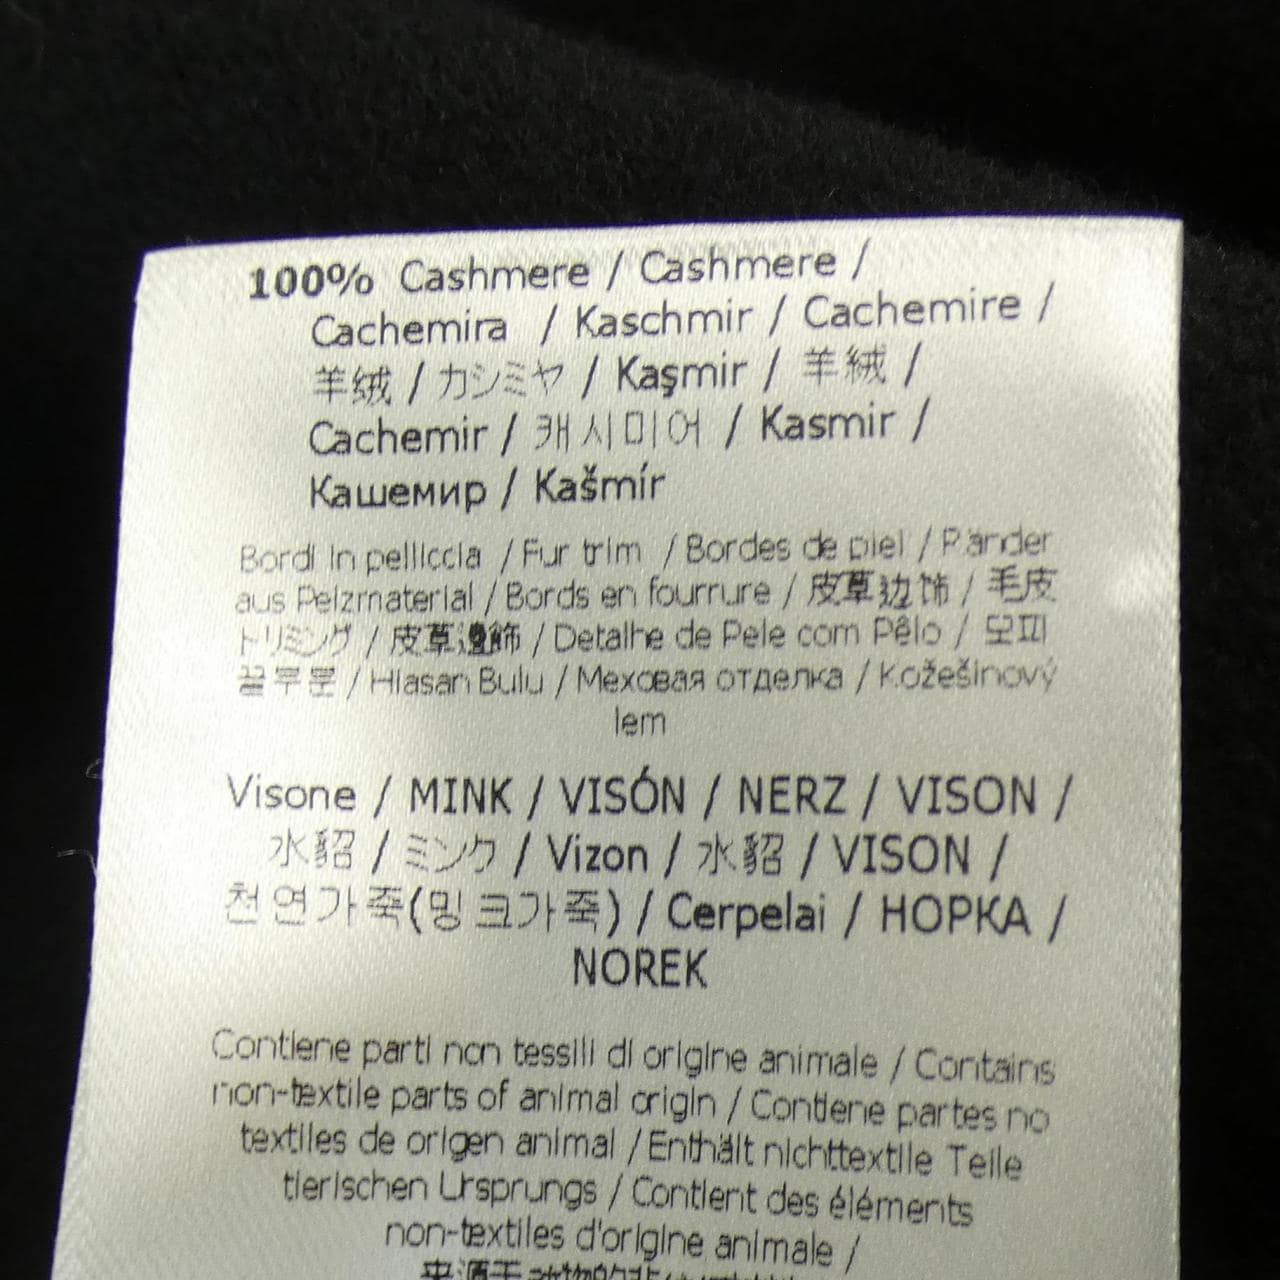 100% Cashmere / Cashmere /
Cachemira / Kaschmir / Cachemire /
羊绒 / カシミヤ / Kaşmir / 羊絨 /
Cachemir / 캐시미어 / Kasmir /
Кашемир / Kašmír
Bordi in pelliccia / Fur trim / Bordes de piel / Ränder
aus Pelzmaterial / Bords en fourrure / 皮草边饰 / 毛皮
トリミング / 皮草邊飾 / Detalhe de Pele com Pêlo / 모피
끝부분 / Hlasan Bulu / Меховая отделка / Kožešinový
lem
Visone / MINK / VISÓN / NERZ / VISON /
水貂 / ミンク / Vizon / 水貂 / VISON /
천연가죽(밍크가죽) / Cerpelai / НОРКА /
NOREK
Contiene parti non tessili di origine animale / Contains
non-textile parts of animal origin / Contiene partes no
textiles de origen animal / Enthält nichttextile Teile
tierischen Ursprungs / Contient des éléments
non-textiles d'origine animale /